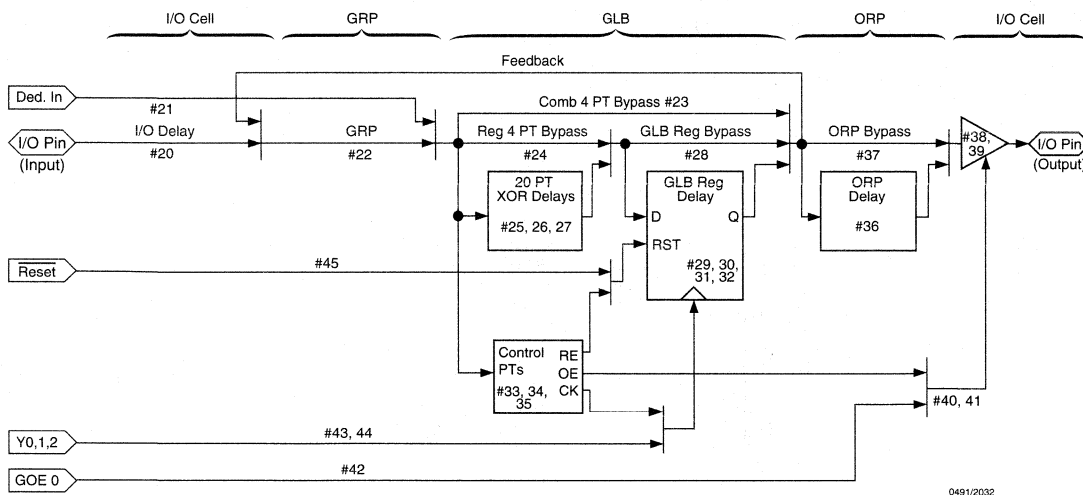 I/O Cell
GRP
GLB
ORP
I/O Cell
Feedback
Ded. In
#21
Comb 4 PT Bypass #23
I/O Pin
(Input)
I/O Delay
#20
GRP
#22
Reg 4 PT Bypass
#24
GLB Reg Bypass
#28
ORP Bypass
#37
#38,
39
I/O Pin
(Output)
20 PT
XOR Delays
#25, 26, 27
GLB Reg
Delay
D
Q
RST
#29, 30,
31, 32
ORP
Delay
#36
Reset
#45
Control
PTs
#33, 34,
35
RE
OE
CK
#40, 41
Y0,1,2
#43, 44
GOE 0
#42
0491/2032